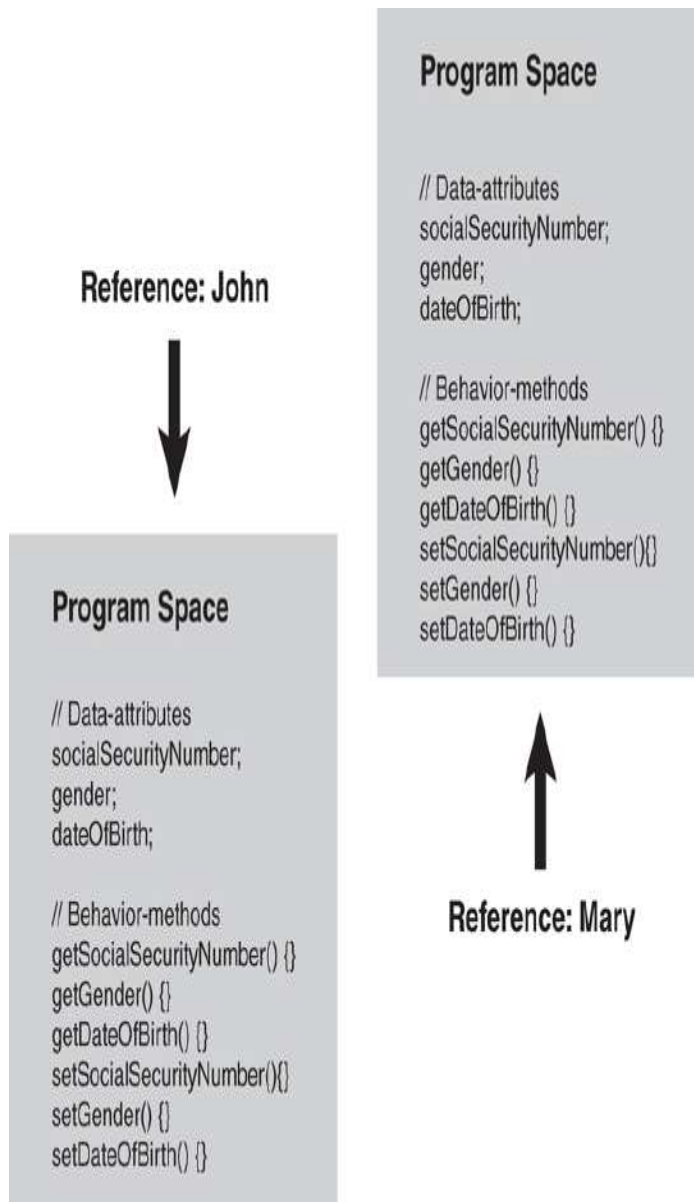 Reference: John
Program Space
// Data-attributes
socialSecurityNumber;
gender;
dateOfBirth;
// Behavior-methods
getSocialSecurityNumber() {}
getGender() {}
getDateOfBirth() {}
setSocialSecurityNumber(){}
setGender() {}
setDateOfBirth() {}
Program Space
// Data-attributes
socialSecurityNumber;
gender;
dateOfBirth;
// Behavior-methods
getSocialSecurityNumber() {}
getGender() {}
getDateOfBirth() {}
setSocialSecurityNumber(){}
setGender() {}
setDateOfBirth() {}
Reference: Mary